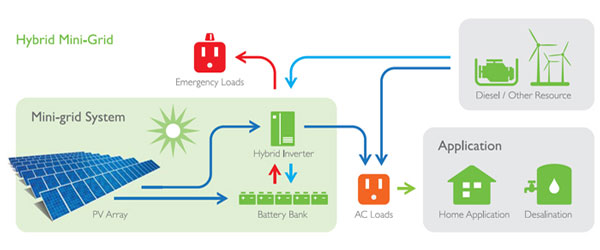 Hybrid Mini-Grid
Emergency Loads
Diesel / Other Resource
Mini-grid System
Hybrid Inverter
PV Array
Battery Bank
AC Loads
Application
Home Application
Desalination